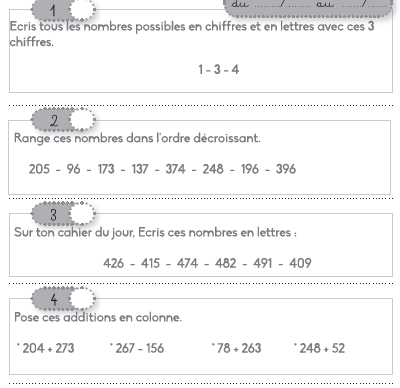 du ......../........ au ......./.......
1
Ecris tous les nombres possibles en chiffres et en lettres avec ces 3
chiffres.
1 - 3 - 4
2
Range ces nombres dans l'ordre décroissant.
205 - 96 - 173 - 137 - 374 - 248 - 196 - 396
3
Sur ton cahier du jour, Ecris ces nombres en lettres :
426 - 415 - 474 - 482 - 491 - 409
4
Pose ces additions en colonne.
* 204 + 273 * 267 - 156 * 78 + 263 * 248 + 52